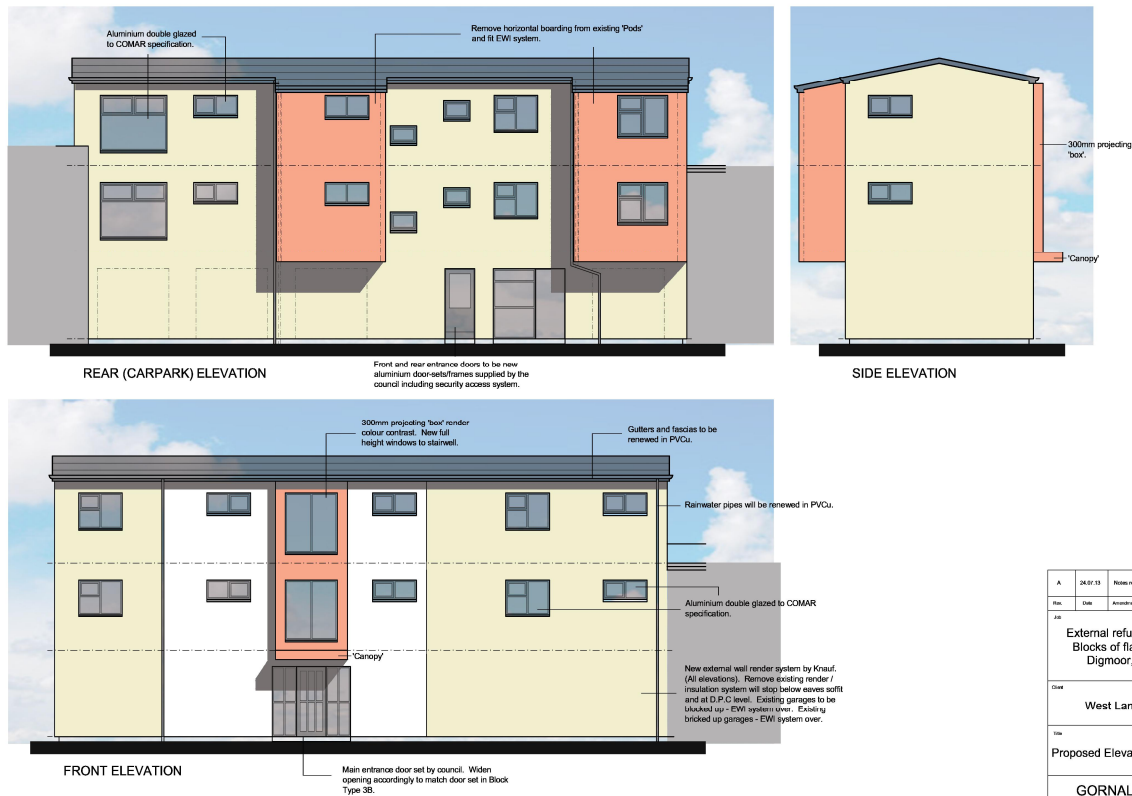 Aluminium double glazed
to COMAR specification.
Remove horizontal boarding from existing 'Pods'
and fit EWI system.
300mm projecting
'box'.
'Canopy'
REAR (CARPARK) ELEVATION
Front and rear entrance doors to be new
aluminium door-sets/frames supplied by the
council including security access system.
SIDE ELEVATION
300mm projecting 'box' render
colour contrast. New full
height windows to stairwell.
Gutters and fascias to be
renewed in PVCu.
Rainwater pipes will be renewed in PVCu.
Aluminium double glazed to COMAR
specification.
'Canopy'
New external wall render system by Knauf.
(All elevations). Remove existing render /
insulation system will stop below eaves soffit
and at D.P.C level. Existing garages to be
blocked up - EWI system over. Existing
bricked up garages - EWI system over.
FRONT ELEVATION
Main entrance door set by council. Widen
opening accordingly to match door set in Block
Type 3B.
A 24.07.13 Notes
Rev. Date
Job
External
Blocks of
Digmoor,
Client
West
Title
Proposed
GORNAL